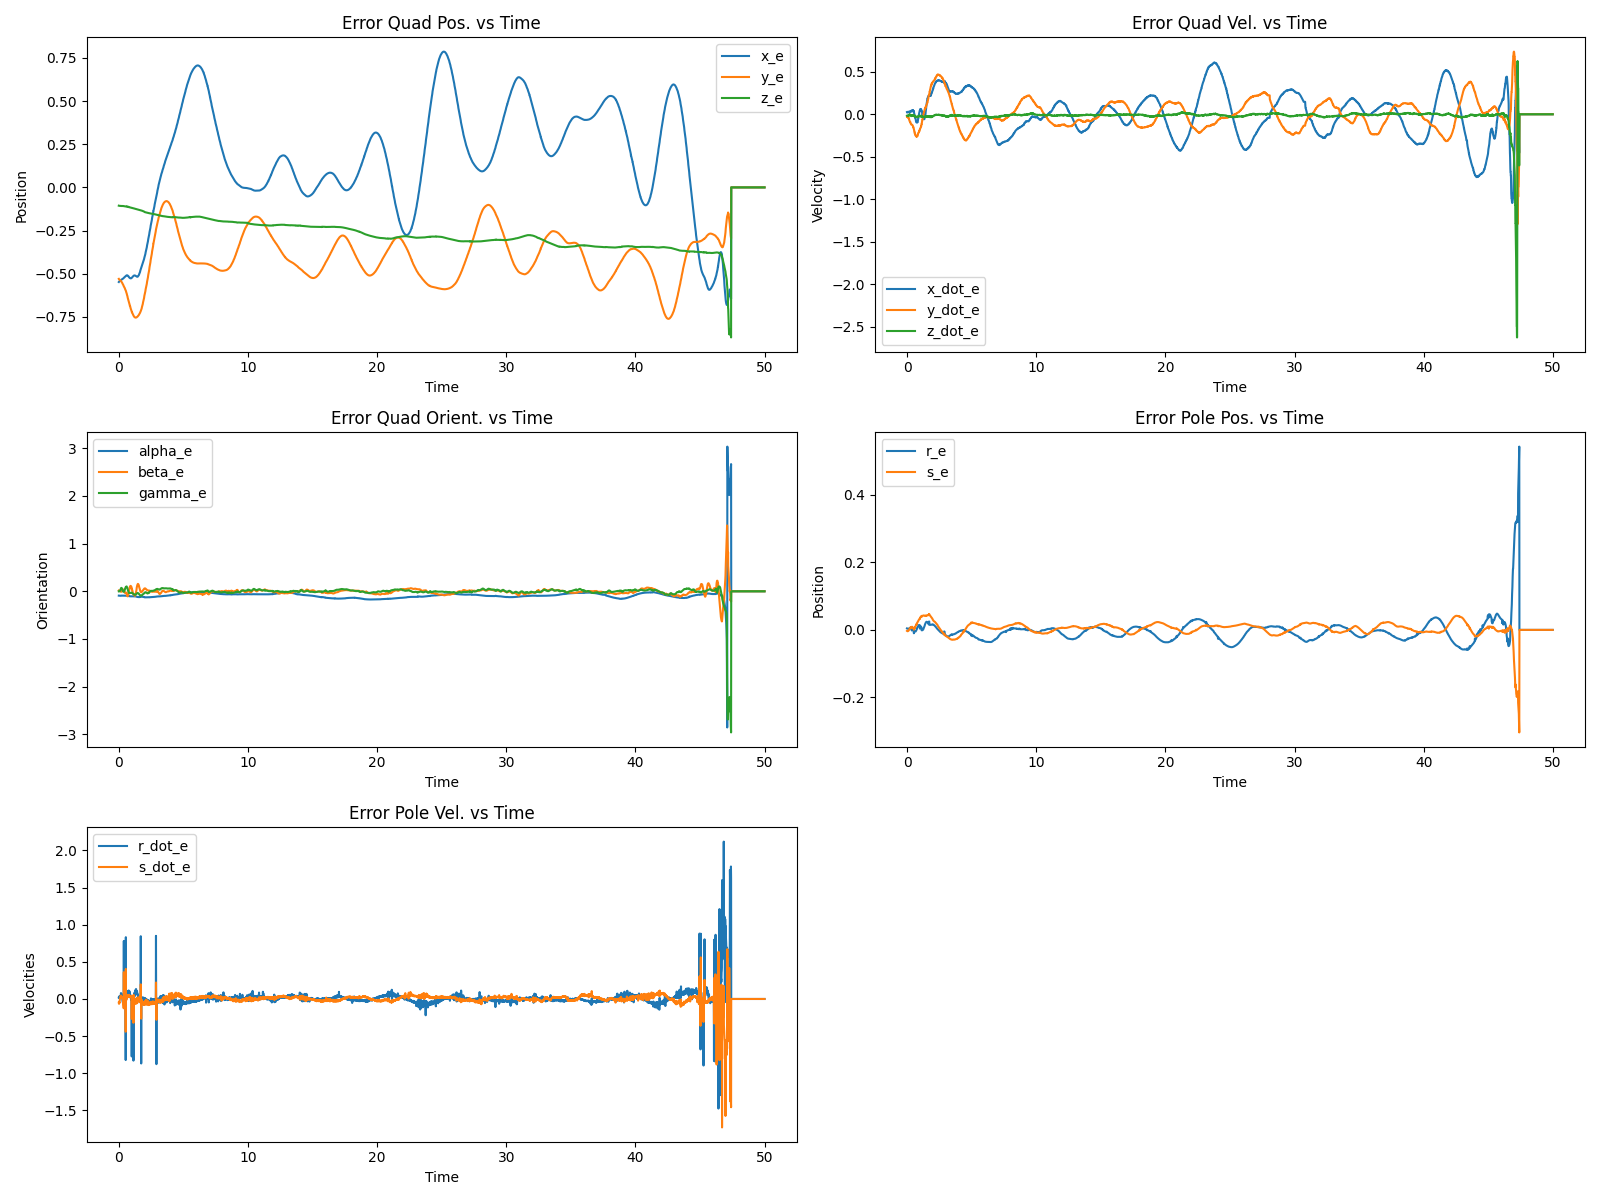 Error Quad Pos. vs Time
0.75
0.50
0.25
0.00
−0.25
−0.50
−0.75
Position
0 10 20 30 40 50
Time
x_e
y_e
z_e
Error Quad Vel. vs Time
0.5
0.0
−0.5
−1.0
−1.5
−2.0
−2.5
Velocity
0 10 20 30 40 50
Time
x_dot_e
y_dot_e
z_dot_e
Error Quad Orient. vs Time
3
2
1
0
−1
−2
−3
Orientation
0 10 20 30 40 50
Time
alpha_e
beta_e
gamma_e
Error Pole Pos. vs Time
0.4
0.2
0.0
−0.2
Position
0 10 20 30 40 50
Time
r_e
s_e
Error Pole Vel. vs Time
2.0
1.5
1.0
0.5
0.0
−0.5
−1.0
−1.5
Velocities
0 10 20 30 40 50
Time
r_dot_e
s_dot_e